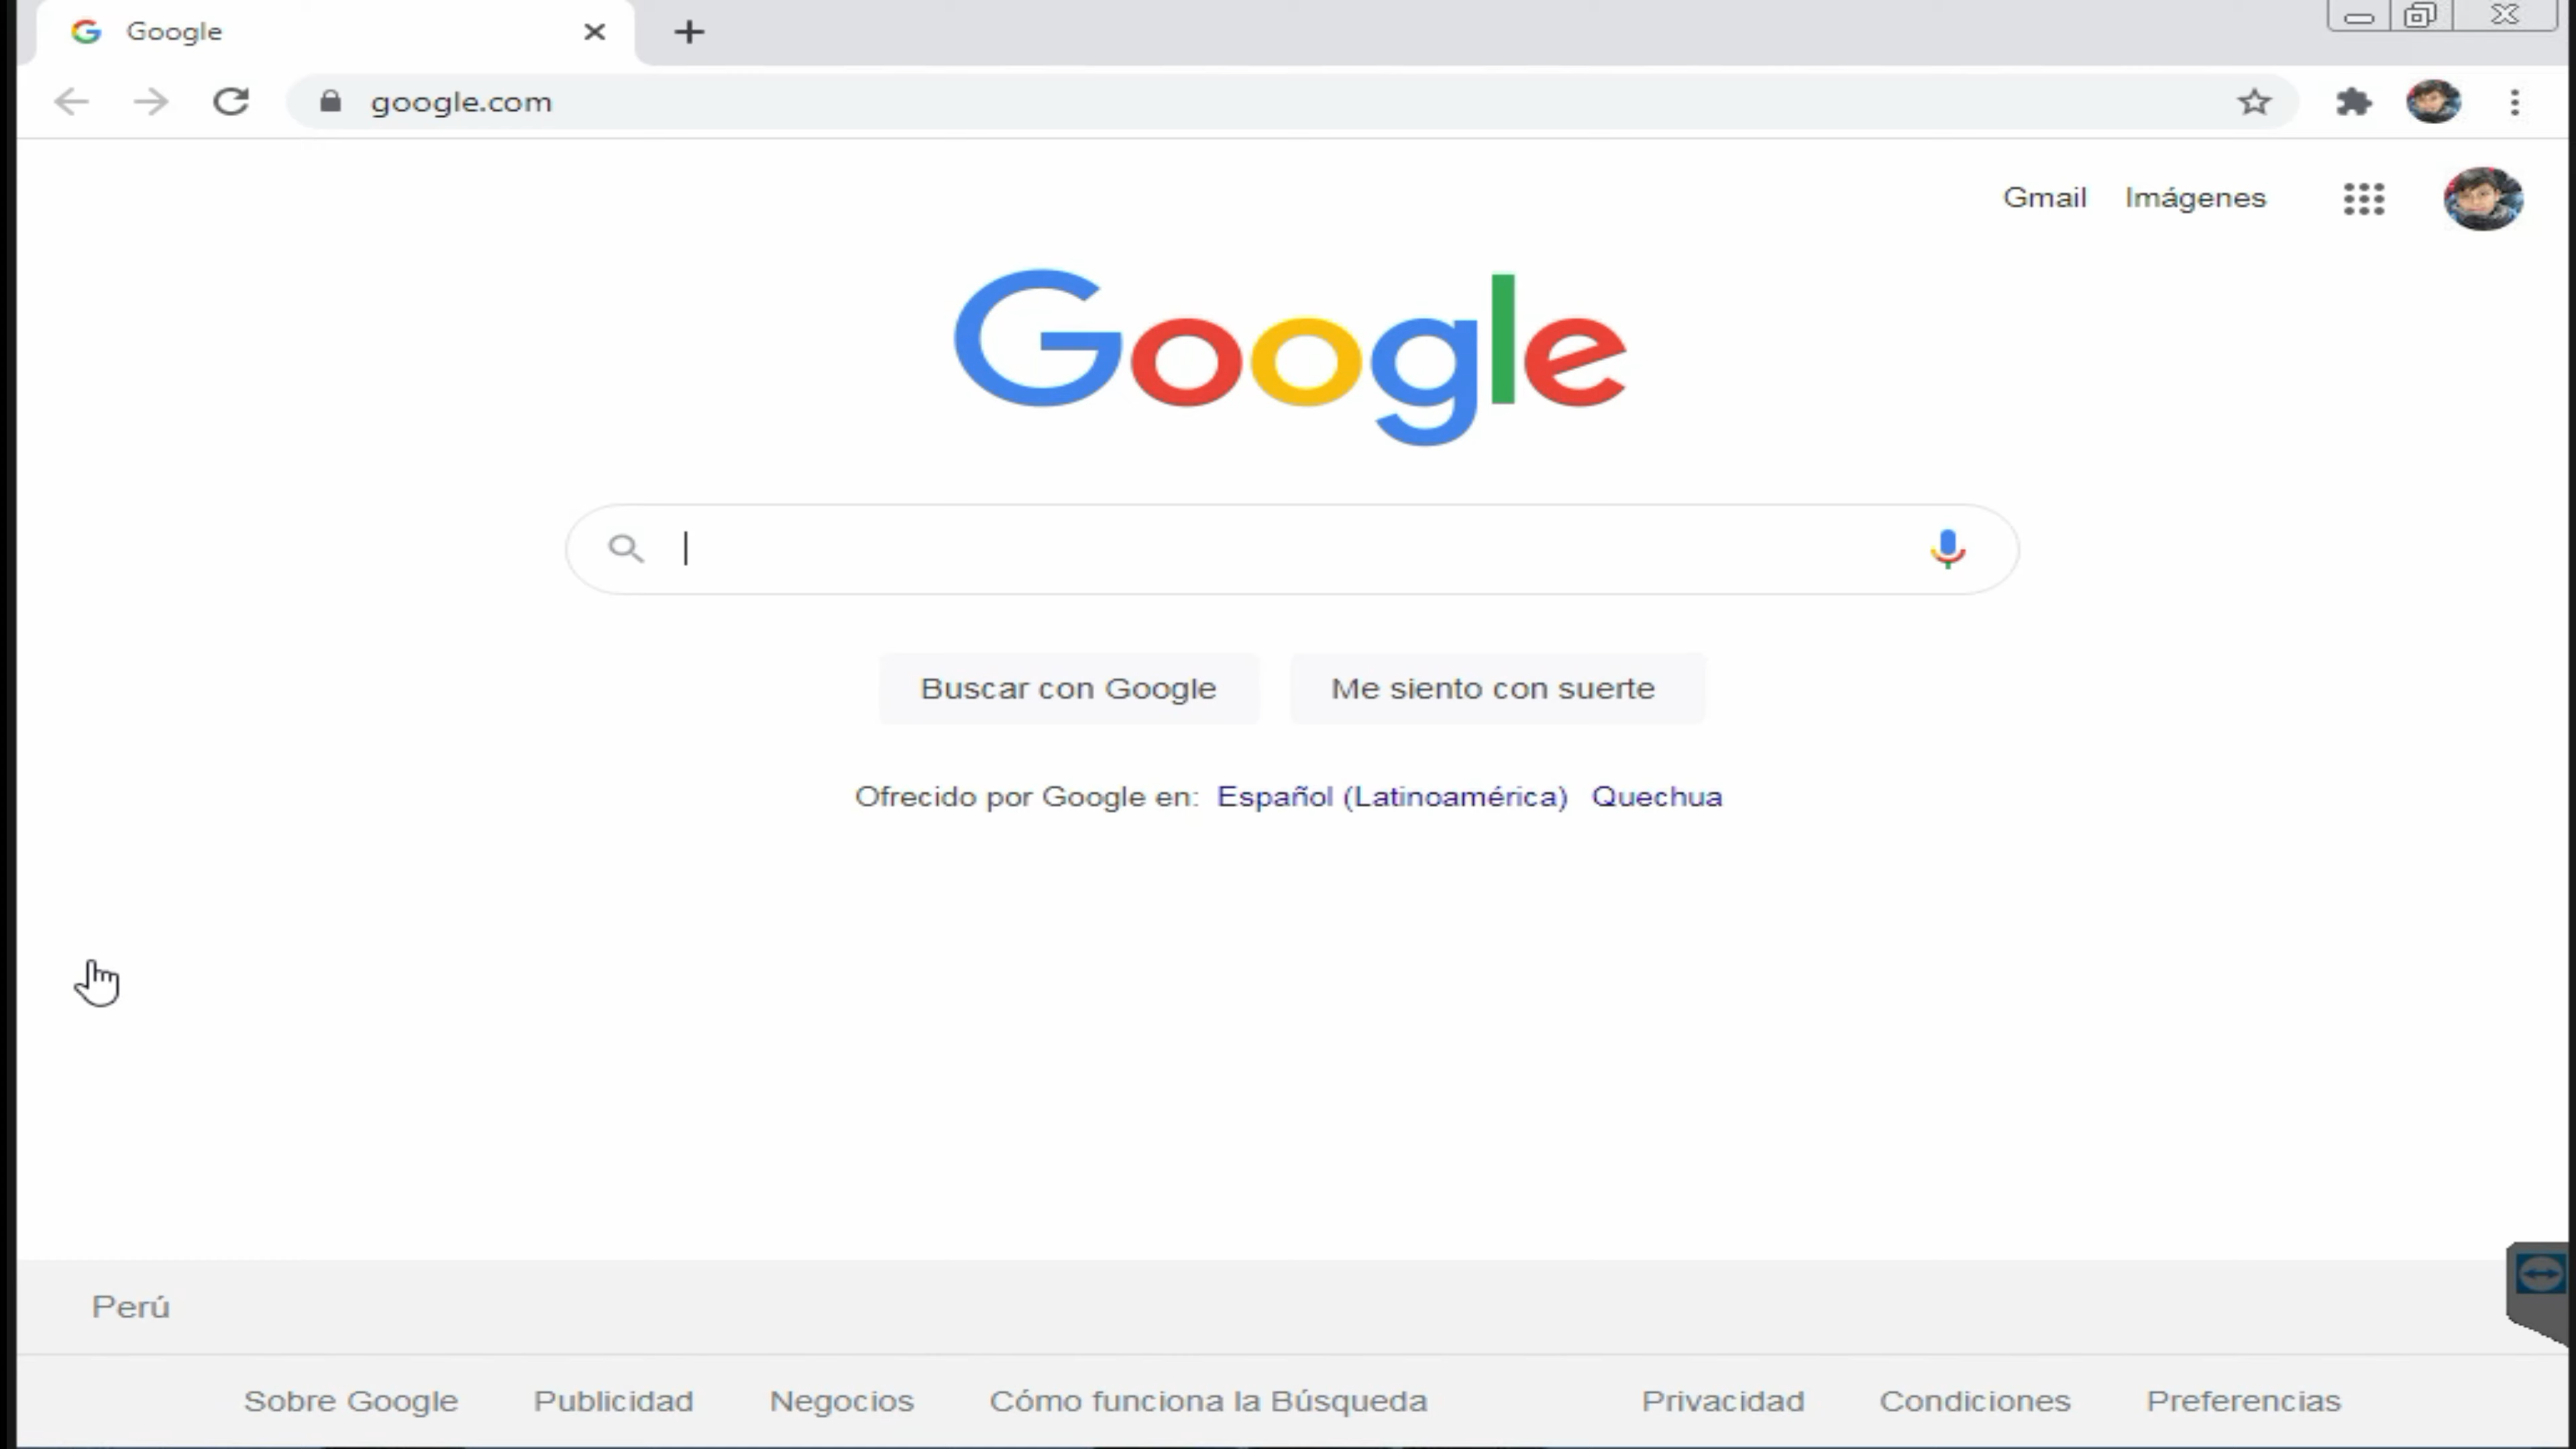 Google
google.com
Gmail Imágenes
Google
Buscar con Google Me siento con suerte
Ofrecido por Google en: Español (Latinoamérica) Quechua
Perú
Sobre Google Publicidad Negocios Cómo funciona la Búsqueda Privacidad Condiciones Preferencias